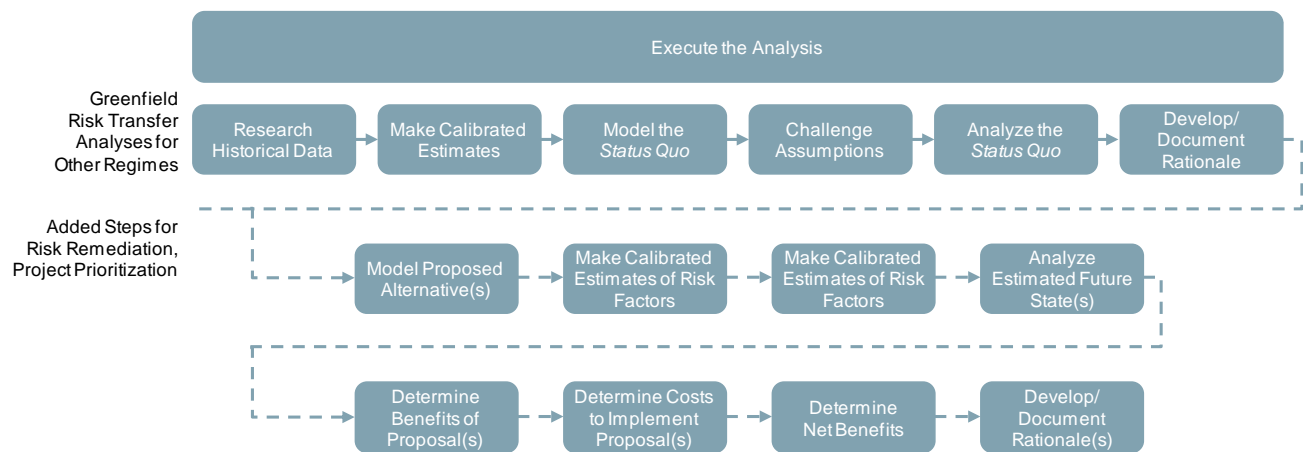 Execute the Analysis
Greenfield
Risk Transfer
Analyses for
Other Regimes
Research
Historical Data
Make Calibrated
Estimates
Model the
Status Quo
Challenge
Assumptions
Analyze the
Status Quo
Develop/
Document
Rationale
Added Steps for
Risk Remediation,
Project Prioritization
Model Proposed
Alternative(s)
Make Calibrated
Estimates of Risk
Factors
Make Calibrated
Estimates of Risk
Factors
Analyze
Estimated Future
State(s)
Determine
Benefits of
Proposal(s)
Determine Costs
to Implement
Proposal(s)
Determine
Net Benefits
Develop/
Document
Rationale(s)